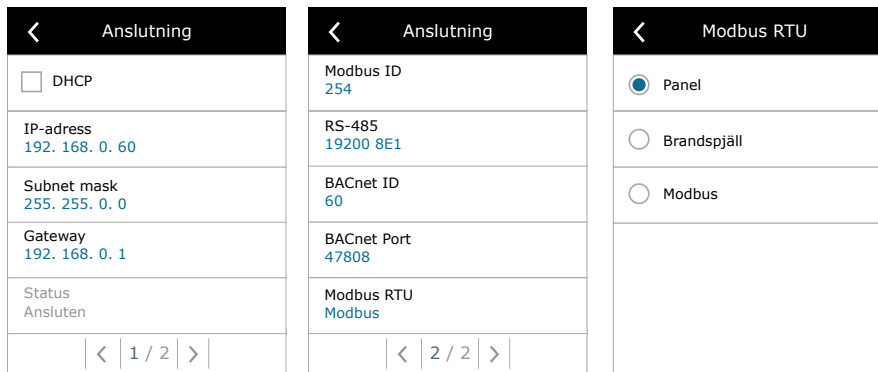 Anslutning
DHCP
IP-adress
192. 168. 0. 60
Subnet mask
255. 255. 0. 0
Gateway
192. 168. 0. 1
Status
Ansluten
1 / 2
Anslutning
Modbus ID
254
RS-485
19200 8E1
BACnet ID
60
BACnet Port
47808
Modbus RTU
Modbus
2 / 2
Modbus RTU
Panel
Brandspjäll
Modbus